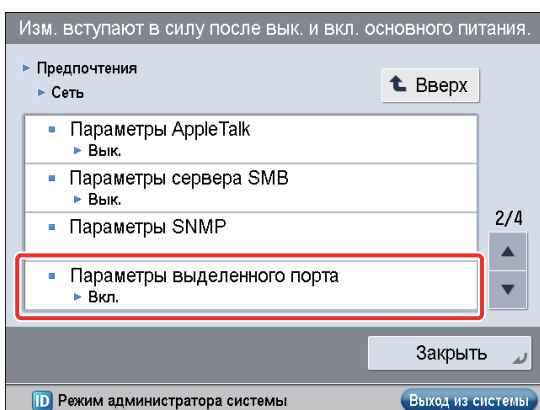 Изм. вступают в силу после вык. и вкл. основного питания.
Предпочтения
Сеть
Вверх
Параметры AppleTalk
Вык.
Параметры сервера SMB
Вык.
Параметры SNMP
2/4
Параметры выделенного порта
Вкл.
Закрыть
ID Режим администратора системы
Выход из системы